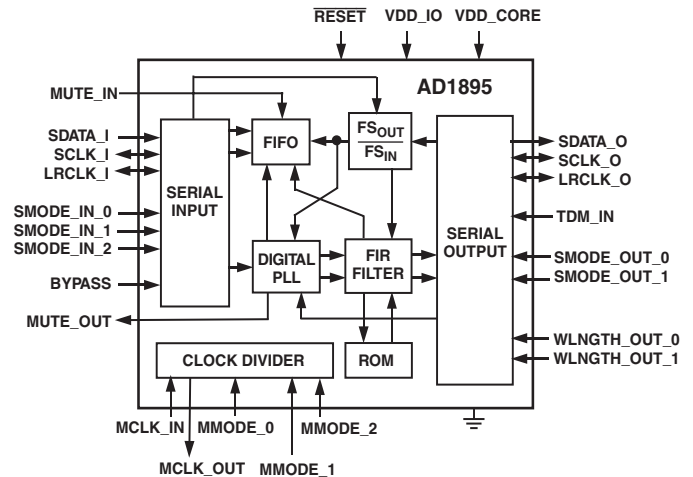 RESET VDD_IO VDD_CORE
AD1895
MUTE_IN
SDATA_I
SCLK_I
LRCLK_I
SMODE_IN_0
SMODE_IN_1
SMODE_IN_2
BYPASS
MUTE_OUT
SERIAL
INPUT
FIFO
FSOUT
FSIN
DIGITAL
PLL
FIR
FILTER
ROM
CLOCK DIVIDER
SERIAL
OUTPUT
SDATA_O
SCLK_O
LRCLK_O
TDM_IN
SMODE_OUT_0
SMODE_OUT_1
WLNGTH_OUT_0
WLNGTH_OUT_1
MCLK_IN MMODE_0 MMODE_2
MCLK_OUT MMODE_1